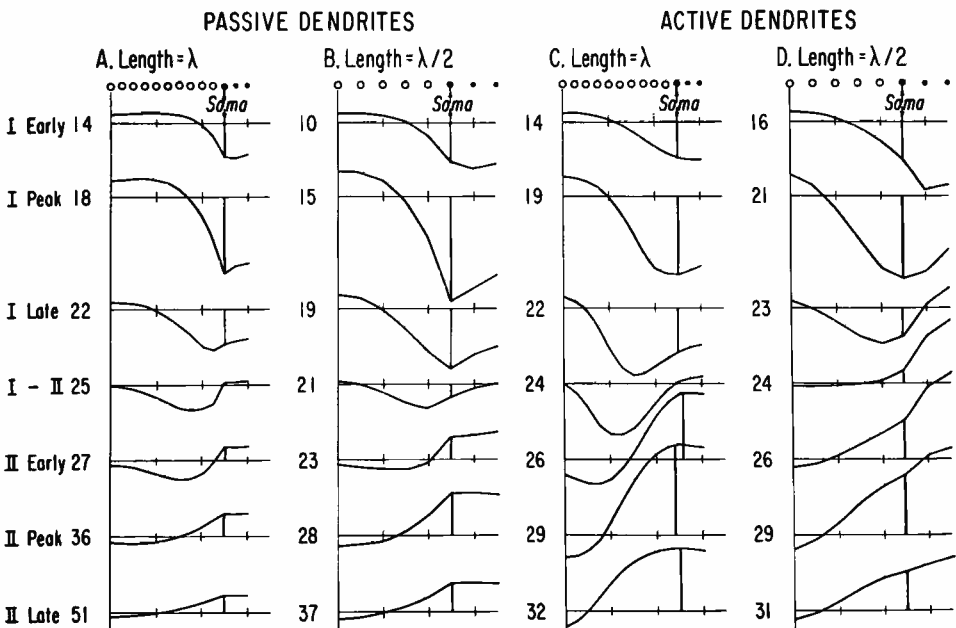 PASSIVE DENDRITES ACTIVE DENDRITES
A. Length = λ B. Length = λ/2 C. Length = λ D. Length = λ/2
Soma Soma Soma Soma
I Early 14 10 14 16
I Peak 18 15 19 21
I Late 22 19 22 23
I - II 25 21 24 24
II Early 27 23 26 26
II Peak 36 28 29 29
II Late 51 37 32 31